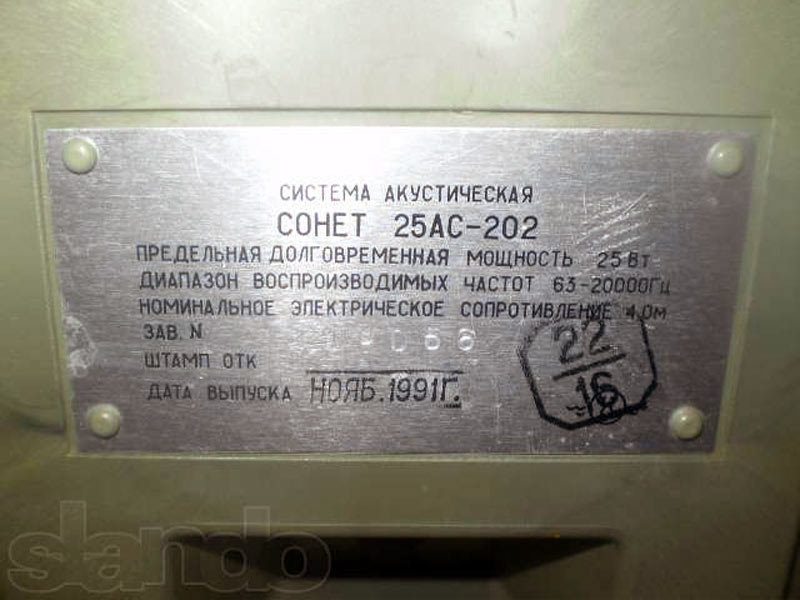 СИСТЕМА АКУСТИЧЕСКАЯ
СОНЕТ 25АС-202
ПРЕДЕЛЬНАЯ ДОЛГОВРЕМЕННАЯ МОЩНОСТЬ 25 Вт
ДИАПАЗОН ВОСПРОИЗВОДИМЫХ ЧАСТОТ 63-20000Гц
НОМИНАЛЬНОЕ ЭЛЕКТРИЧЕСКОЕ СОПРОТИВЛЕНИЕ 4 Ом
ЗАВ. N
ШТАМП ОТК
22
16
ДАТА ВЫПУСКА НОЯБ.1991Г.
slando